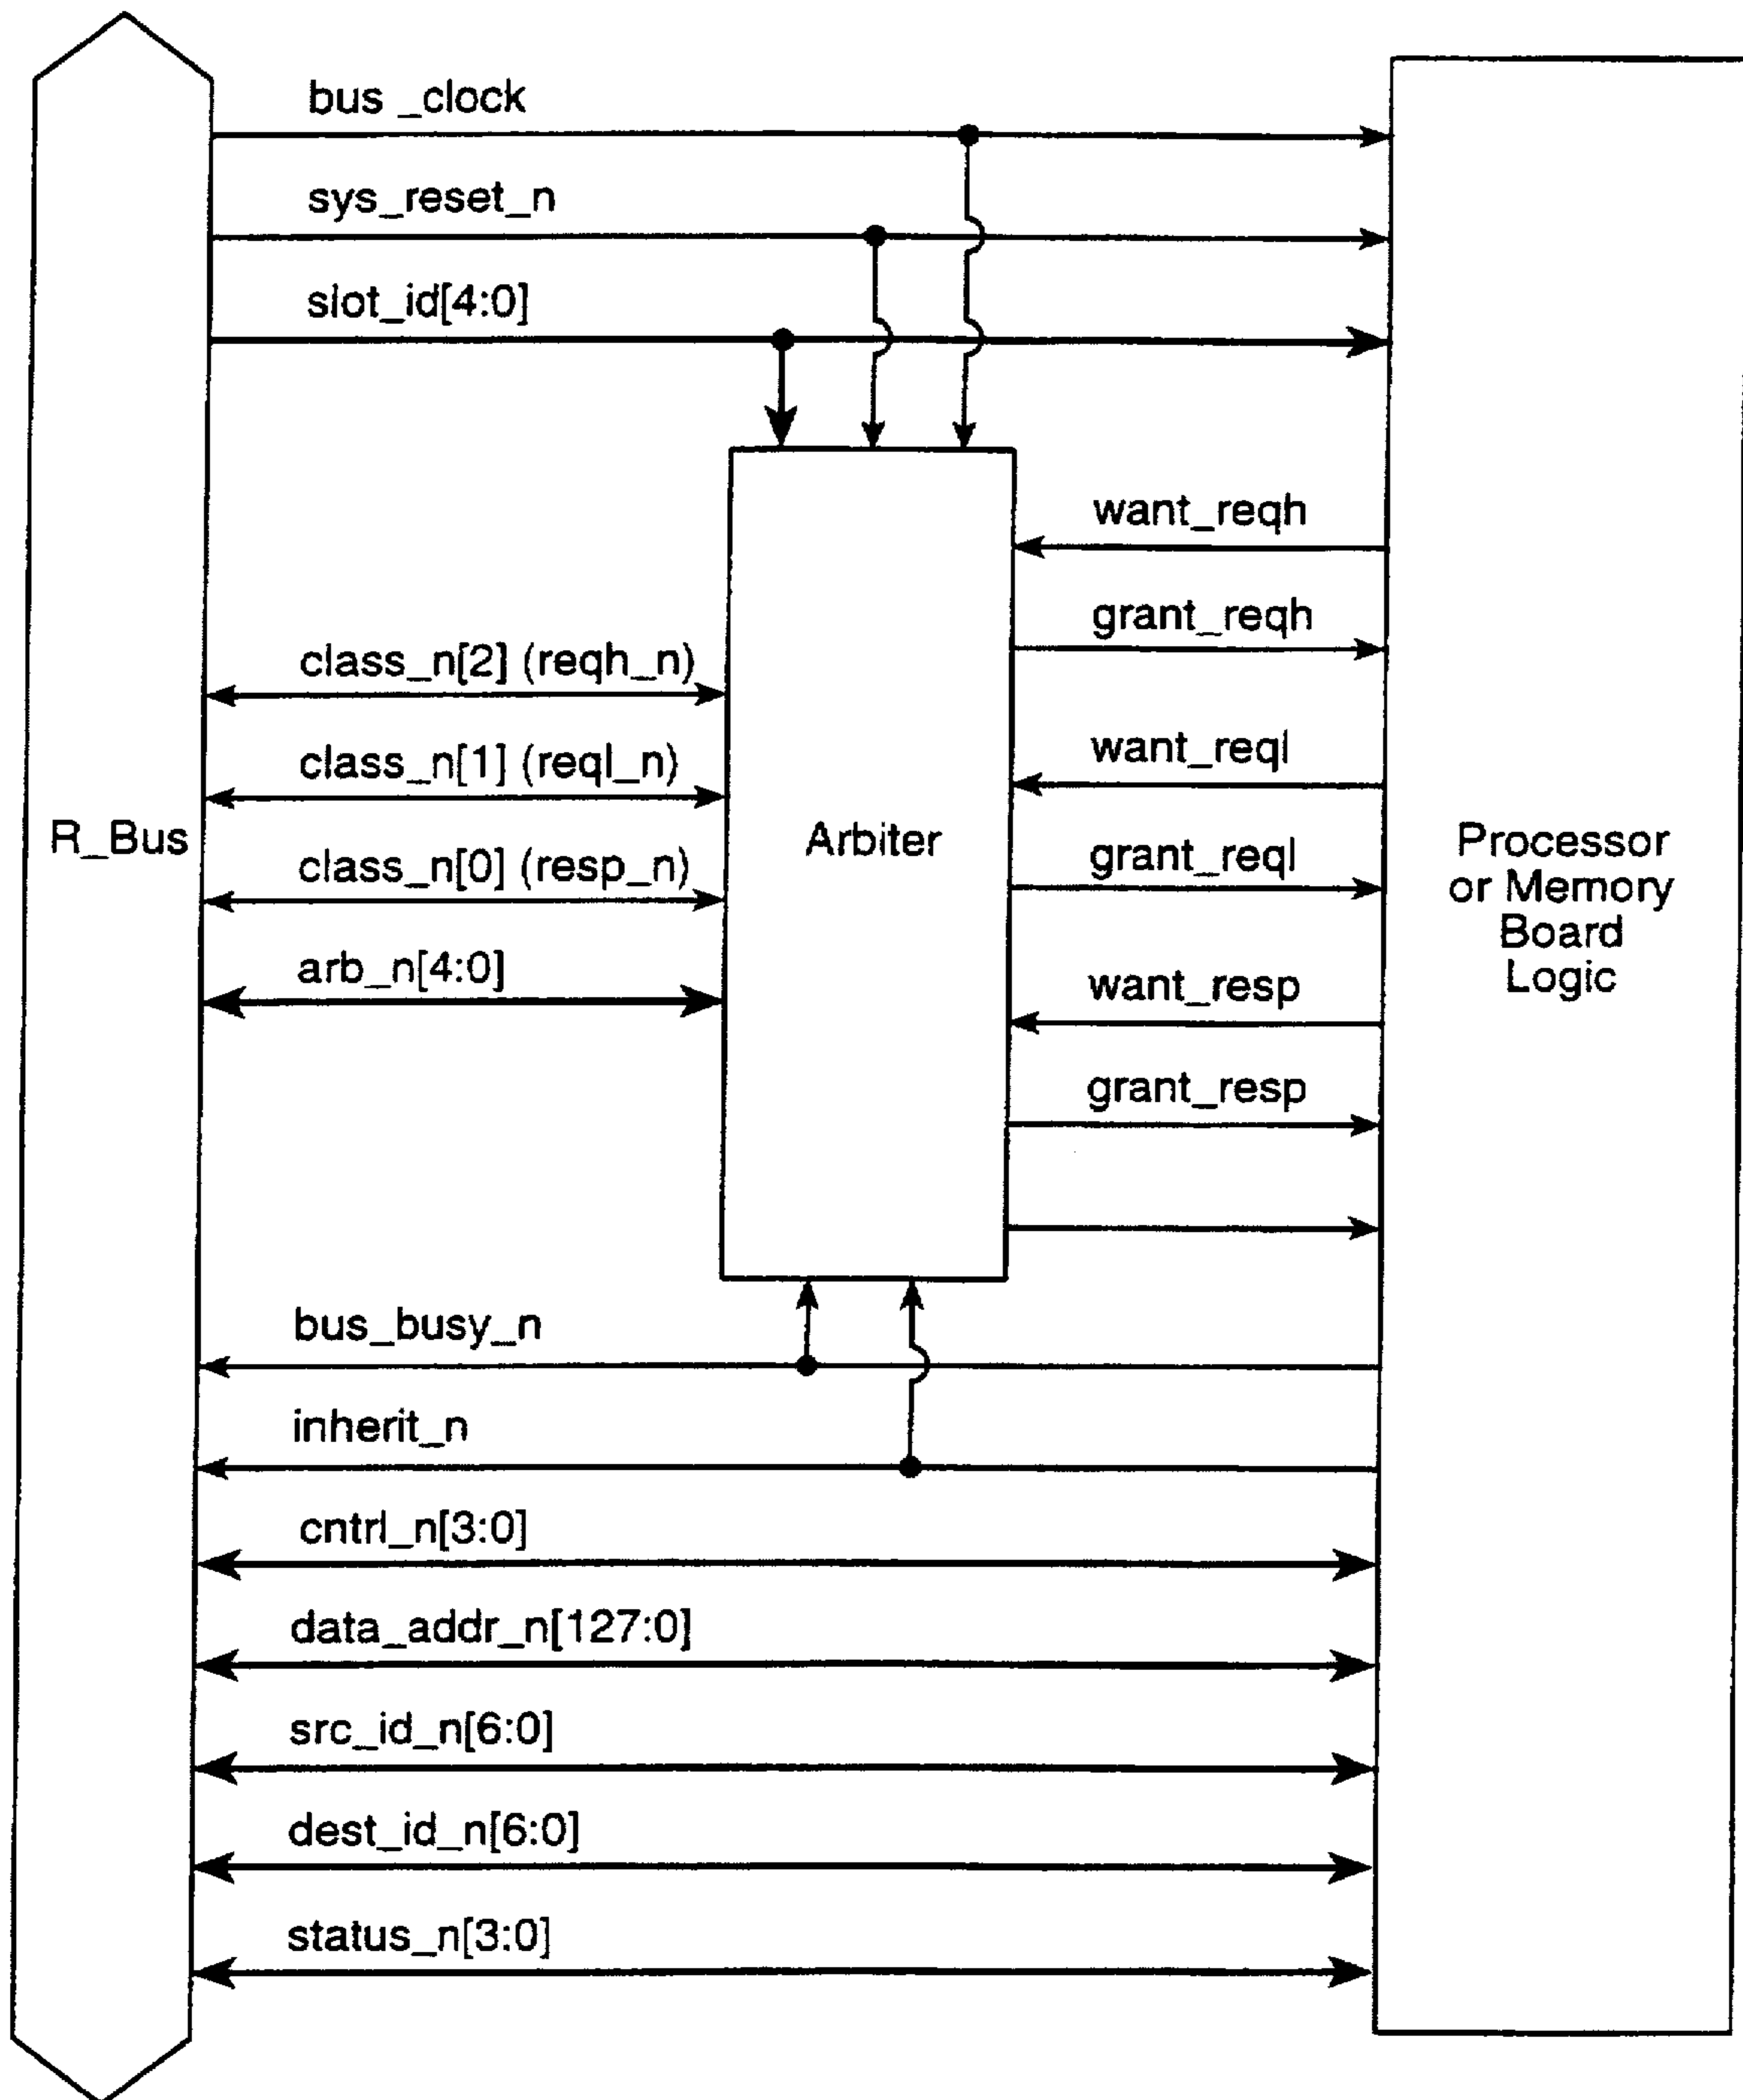 bus _clock
sys_reset_n
slot_id[4:0]
want_reqh
grant_reqh
class_n[2] (reqh_n)
want_reql
class_n[1] (reql_n)
R_Bus
Arbiter
Processor
or Memory
Board
Logic
grant_reql
class_n[0] (resp_n)
arb_n[4:0]
want_resp
grant_resp
bus_busy_n
inherit_n
cntrl_n[3:0]
data_addr_n[127:0]
src_id_n[6:0]
dest_id_n[6:0]
status_n[3:0]